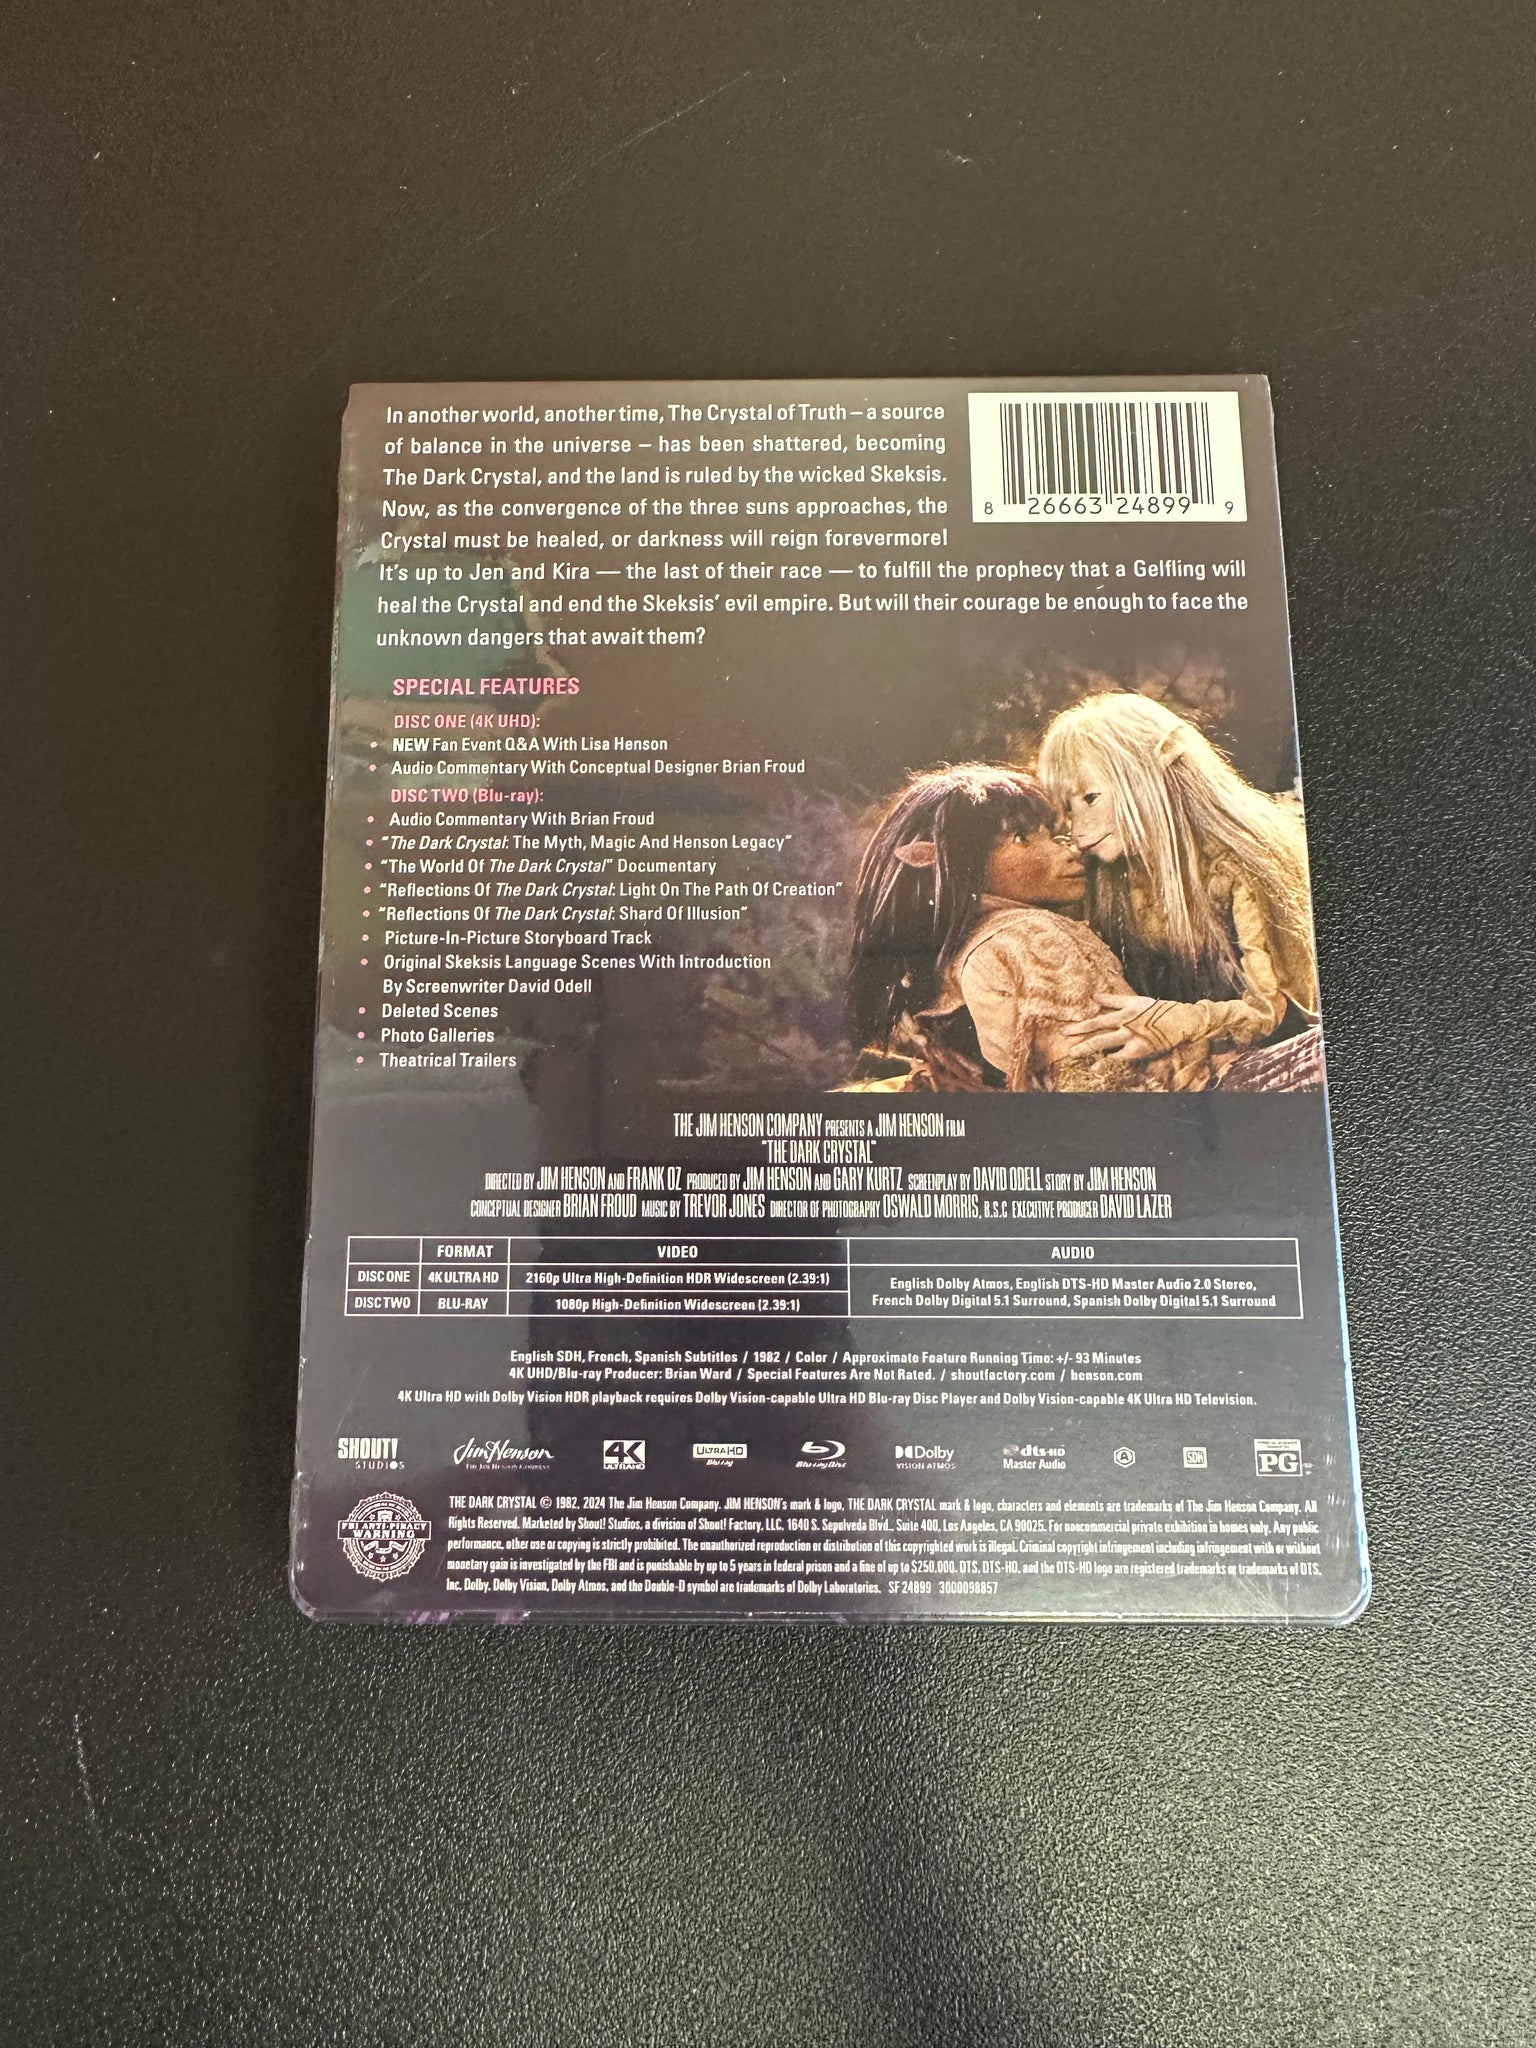 In another world, another time, The Crystal of Truth – a source
of balance in the universe – has been shattered, becoming
The Dark Crystal, and the land is ruled by the wicked Skeksis.
Now, as the convergence of the three suns approaches, the
Crystal must be healed, or darkness will reign forevermore!
It's up to Jen and Kira — the last of their race — to fulfill the prophecy that a Gelfling will
heal the Crystal and end the Skeksis' evil empire. But will their courage be enough to face the
unknown dangers that await them?
8 26663 24899 9
SPECIAL FEATURES
DISC ONE (4K UHD):
• NEW Fan Event Q&A With Lisa Henson
• Audio Commentary With Conceptual Designer Brian Froud
DISC TWO (Blu-ray):
• Audio Commentary With Brian Froud
• "The Dark Crystal: The Myth, Magic And Henson Legacy"
• "The World Of The Dark Crystal" Documentary
• "Reflections Of The Dark Crystal: Light On The Path Of Creation"
• "Reflections Of The Dark Crystal: Shard Of Illusion"
• Picture-In-Picture Storyboard Track
• Original Skeksis Language Scenes With Introduction
By Screenwriter David Odell
• Deleted Scenes
• Photo Galleries
• Theatrical Trailers
THE JIM HENSON COMPANY PRESENTS A JIM HENSON FILM
"THE DARK CRYSTAL"
DIRECTED BY JIM HENSON AND FRANK OZ PRODUCED BY JIM HENSON AND GARY KURTZ SCREENPLAY BY DAVID ODELL STORY BY JIM HENSON
CONCEPTUAL DESIGNER BRIAN FROUD MUSIC BY TREVOR JONES DIRECTOR OF PHOTOGRAPHY OSWALD MORRIS, B.S.C EXECUTIVE PRODUCER DAVID LAZER
FORMAT VIDEO AUDIO
DISC ONE 4K ULTRA HD 2160p Ultra High-Definition HDR Widescreen (2.39:1)
DISC TWO BLU-RAY 1080p High-Definition Widescreen (2.39:1)
English Dolby Atmos, English DTS-HD Master Audio 2.0 Stereo,
French Dolby Digital 5.1 Surround, Spanish Dolby Digital 5.1 Surround
English SDH, French, Spanish Subtitles / 1982 / Color / Approximate Feature Running Time: +/- 93 Minutes
4K UHD/Blu-ray Producer: Brian Ward / Special Features Are Not Rated. / shoutfactory.com / henson.com
4K Ultra HD with Dolby Vision HDR playback requires Dolby Vision-capable Ultra HD Blu-ray Disc Player and Dolby Vision-capable 4K Ultra HD Television.
SHOUT! STUDIOS
Jim Henson
THE JIM HENSON COMPANY
4K ULTRA HD
ULTRA HD Blu-ray
Blu-ray Disc
Dolby VISION ATMOS
dts-HD Master Audio
A
SDH
PG
FBI ANTI-PIRACY WARNING
THE DARK CRYSTAL © 1982, 2024 The Jim Henson Company. JIM HENSON's mark & logo, THE DARK CRYSTAL mark & logo, characters and elements are trademarks of The Jim Henson Company. All
Rights Reserved. Marketed by Shout! Studios, a division of Shout! Factory, LLC, 1640 S. Sepulveda Blvd., Suite 400, Los Angeles, CA 90025. For noncommercial private exhibition in homes only. Any public
performance, other use or copying is strictly prohibited. The unauthorized reproduction or distribution of this copyrighted work is illegal. Criminal copyright infringement including infringement with or without
monetary gain is investigated by the FBI and is punishable by up to 5 years in federal prison and a fine of up to $250,000. DTS, DTS-HD, and the DTS-HD logo are registered trademarks or trademarks of DTS,
Inc. Dolby, Dolby Vision, Dolby Atmos, and the Double-D symbol are trademarks of Dolby Laboratories. SF 24899 3000098857